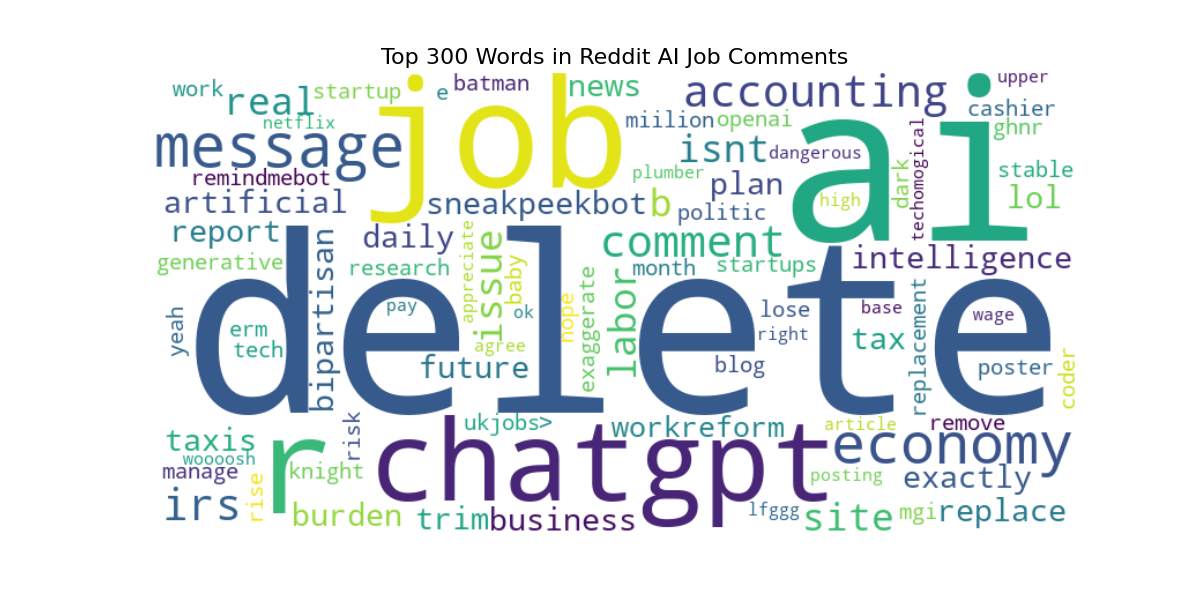 Top 300 Words in Reddit AI Job Comments
work
real
startup
e
batman
news
accounting
upper
cashier
netflix
message
job
miilion
openai
ai
ghnr
remindmebot
plumber
isnt
dangerous
dark
techomogical
stable
artificial
sneakpeekbot
b
plan
politic
high
lol
report
daily
appreciate
issue
comment
intelligence
generative
bipartisan
research
baby
exaggerate
labor
month
startups
yeah
delete
pay
ok
nope
lose
base
replacement
wage
erm
tech
agree
right
tax
future
blog
poster
coder
taxis
risk
ukjobs>
workreform
article
remove
woooosh
r
chatgpt
economy
manage
knight
posting
exactly
irs
rise
burden
trim
business
lfggg
site
mgi
replace